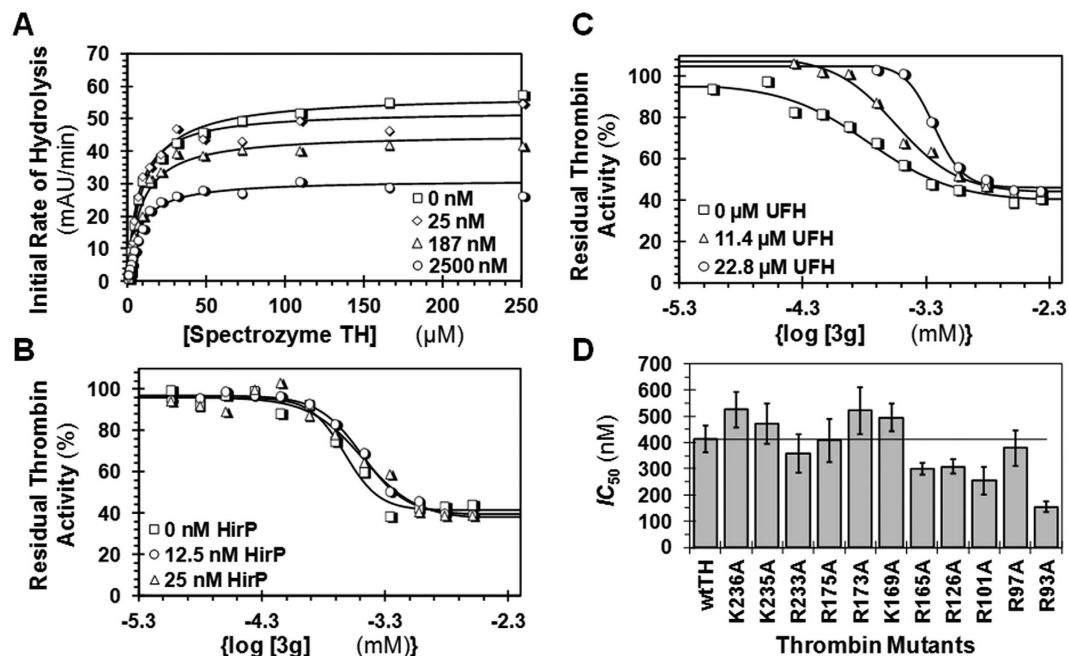 A
Initial Rate of Hydrolysis
(mAU/min)
70
60
50
40
30
20
10
0
0 nM
25 nM
187 nM
2500 nM
0 50 100 150 200 250
[Spectrozyme TH] (µM)
B
Residual Thrombin
Activity (%)
100
80
60
40
20
0
0 nM HirP
12.5 nM HirP
25 nM HirP
-5.3 -4.3 -3.3 -2.3
{log [3g] (mM)}
C
Residual Thrombin
Activity (%)
100
80
60
40
20
0
0 µM UFH
11.4 µM UFH
22.8 µM UFH
-5.3 -4.3 -3.3 -2.3
{log [3g] (mM)}
D
IC50 (nM)
700
600
500
400
300
200
100
0
wtTH
K236A
K235A
R233A
R175A
R173A
K169A
R165A
R126A
R101A
R97A
R93A
Thrombin Mutants